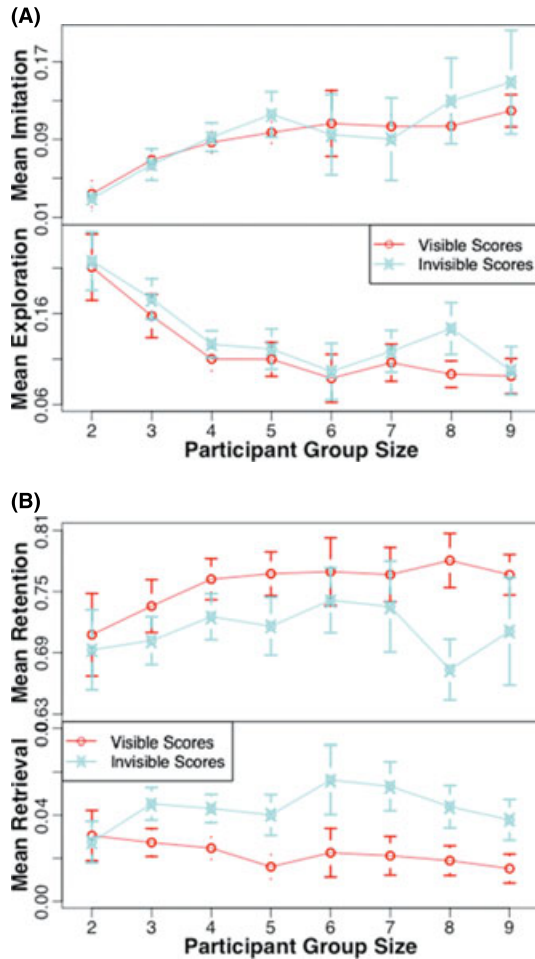 (A)
Mean Imitation
0.17
0.09
0.01
Mean Exploration
0.16
0.06
Visible Scores
Invisible Scores
2 3 4 5 6 7 8 9
Participant Group Size
(B)
Mean Retention
0.81
0.75
0.69
0.63
Mean Retrieval
0.04
0.00
Visible Scores
Invisible Scores
2 3 4 5 6 7 8 9
Participant Group Size